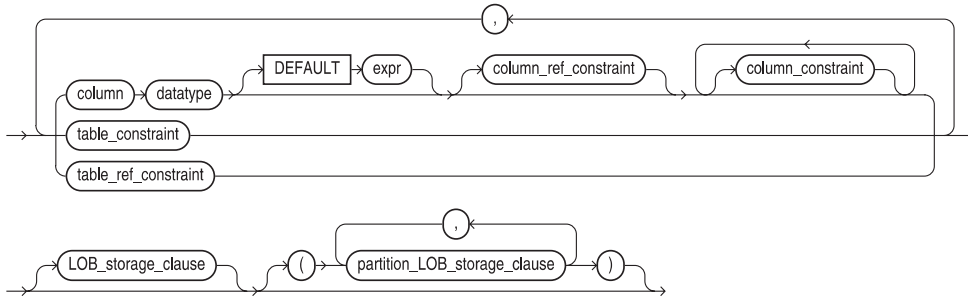 ,
DEFAULT expr column_ref_constraint column_constraint
column datatype
table_constraint
table_ref_constraint
,
LOB_storage_clause ( partition_LOB_storage_clause )